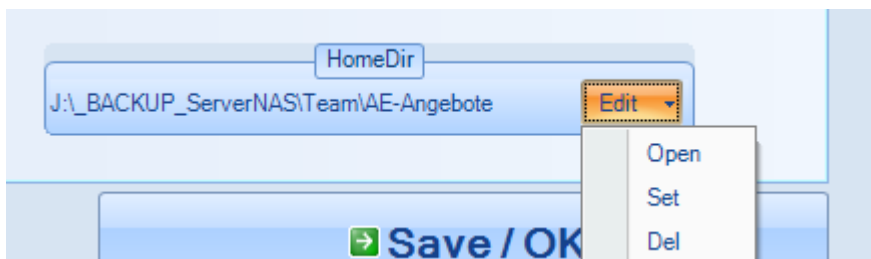 HomeDir
J:\_BACKUP_ServerNAS\Team\AE-Angebote
Edit
Open
Set
Del
Save / OK